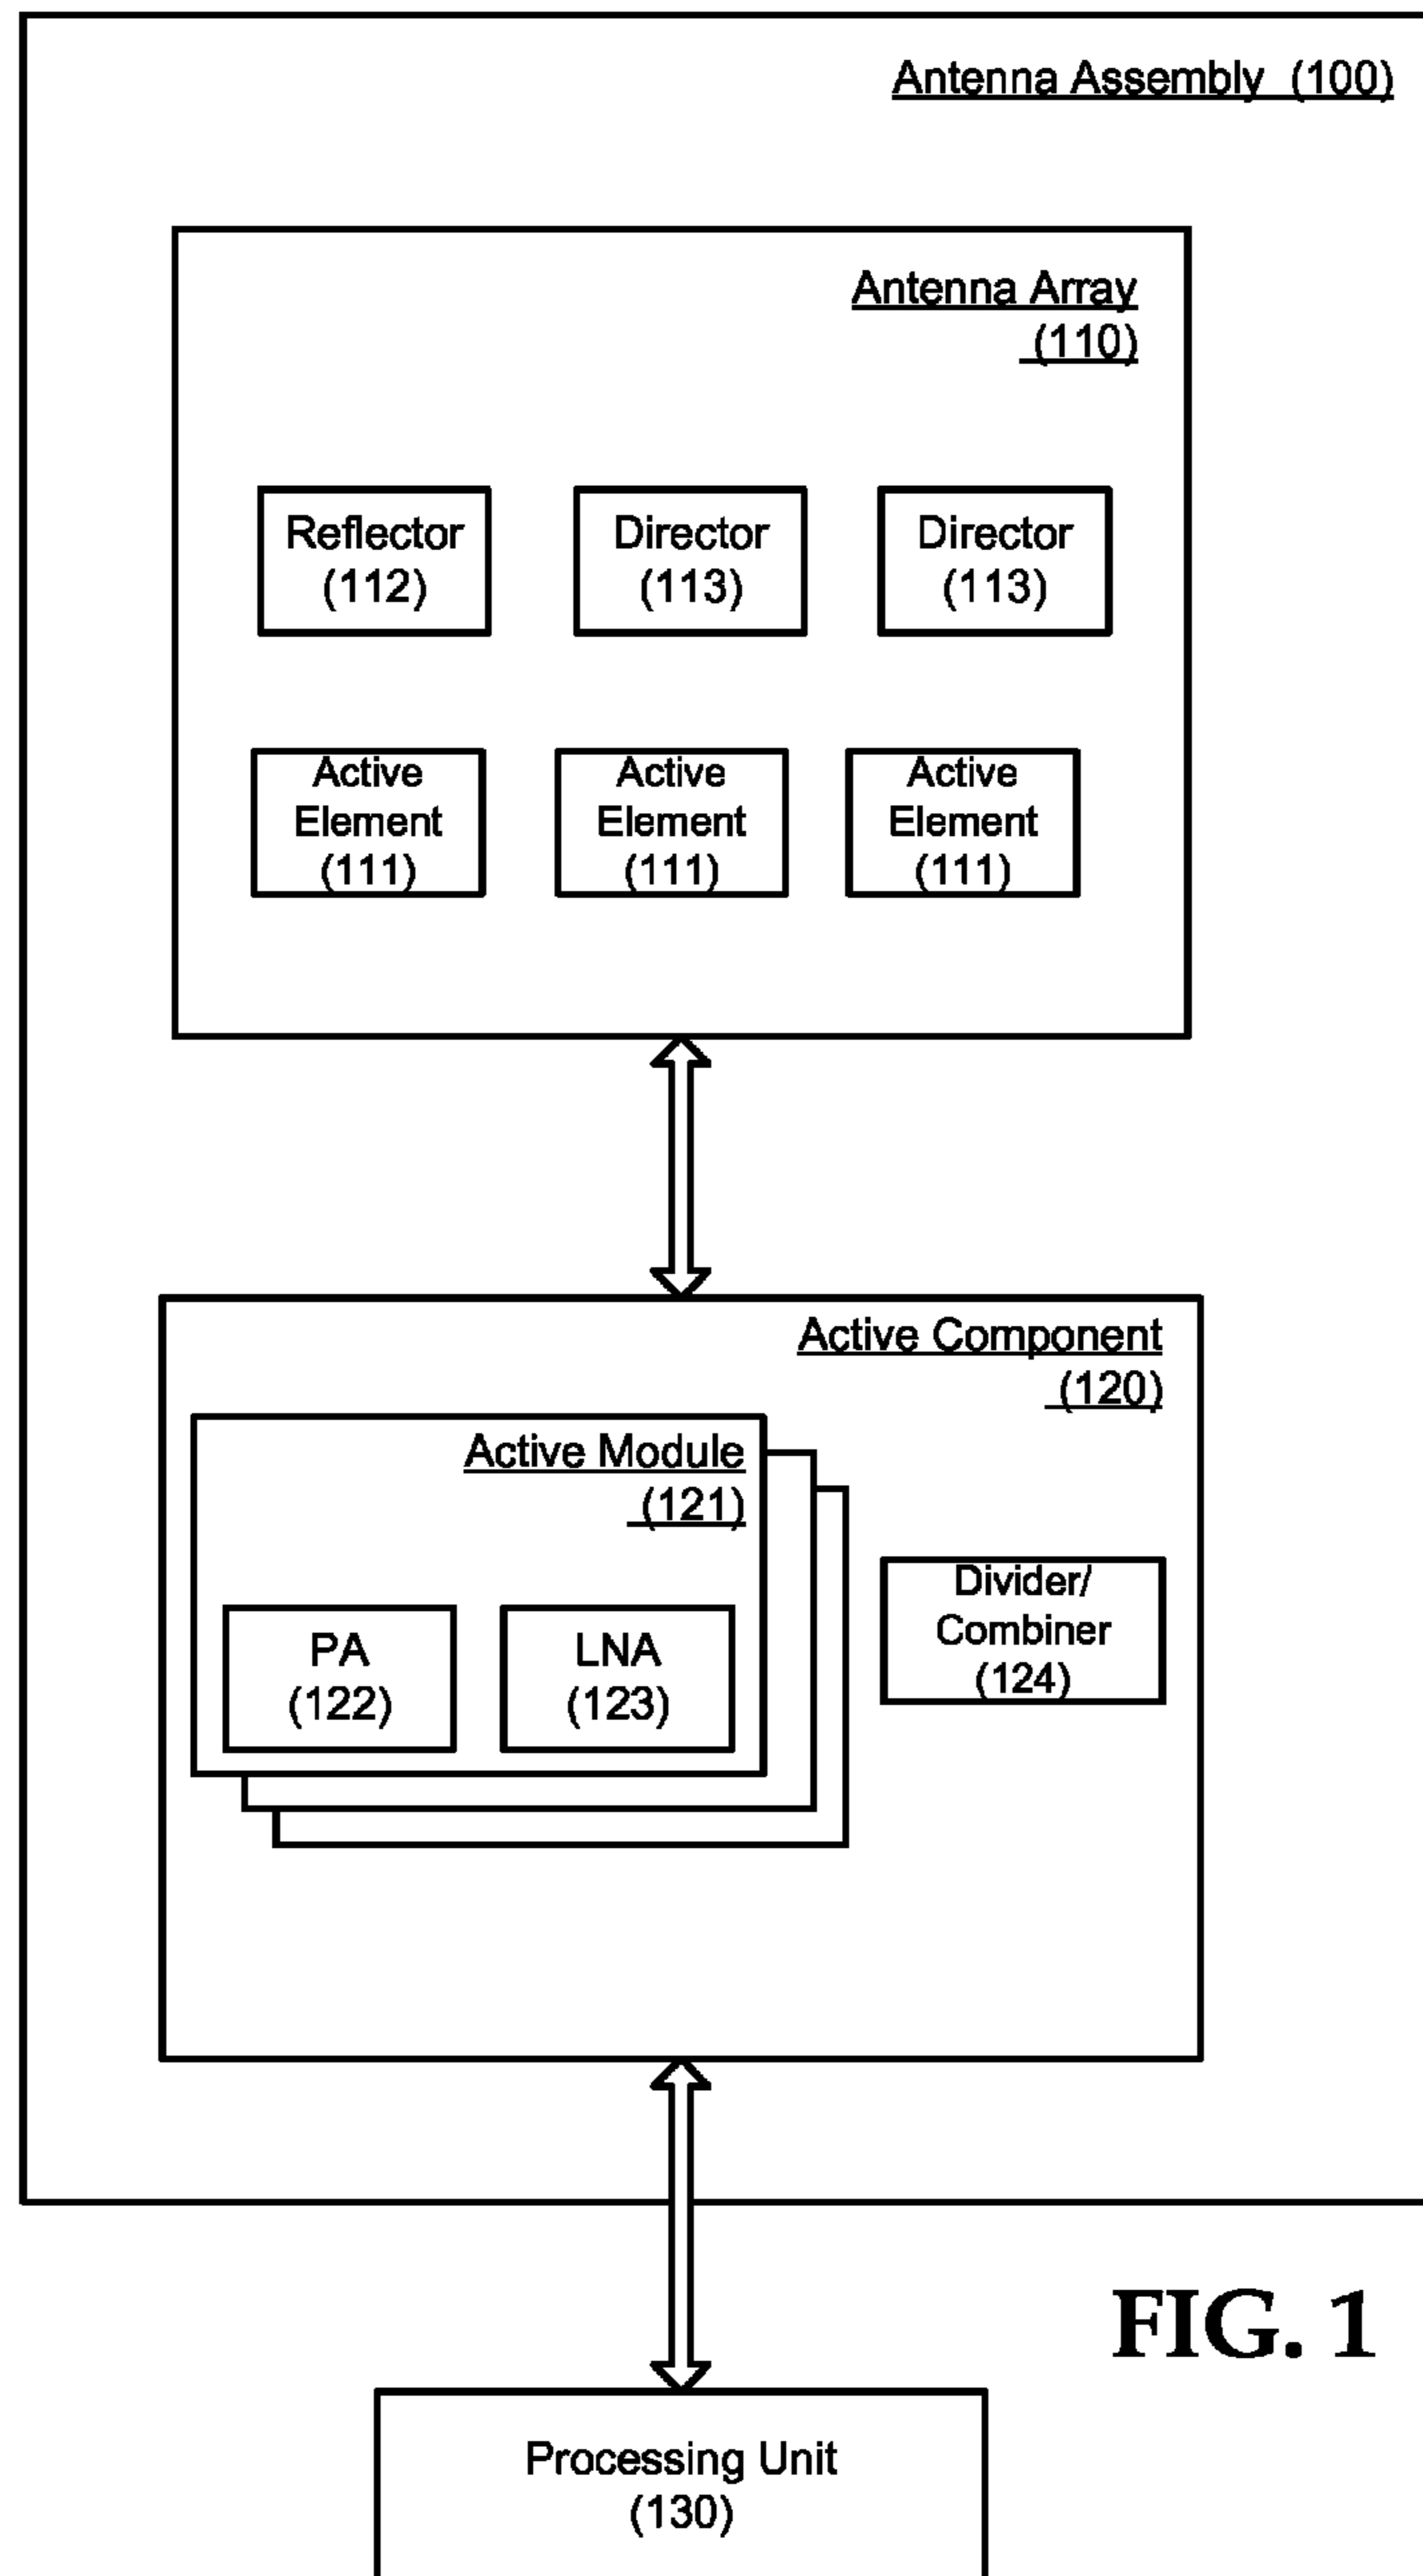 Antenna Assembly (100)
Antenna Array
(110)
Reflector
(112)
Director
(113)
Director
(113)
Active
Element
(111)
Active
Element
(111)
Active
Element
(111)
Active Component
(120)
Active Module
(121)
PA
(122)
LNA
(123)
Divider/
Combiner
(124)
FIG. 1
Processing Unit
(130)